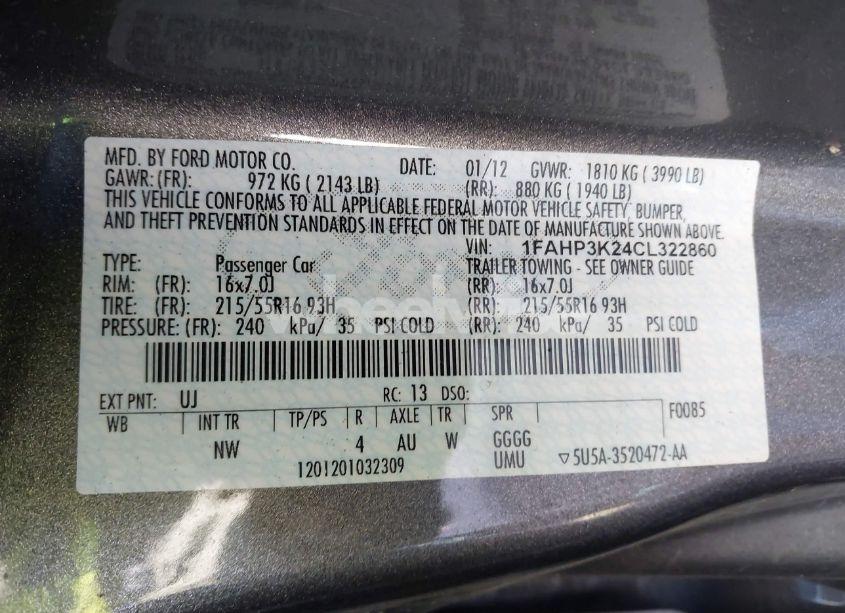 MFD. BY FORD MOTOR CO. DATE: 01/12 GVWR: 1810 KG ( 3990 LB)
GAWR: (FR): 972 KG ( 2143 LB) (RR): 880 KG ( 1940 LB)
THIS VEHICLE CONFORMS TO ALL APPLICABLE FEDERAL MOTOR VEHICLE SAFETY, BUMPER,
AND THEFT PREVENTION STANDARDS IN EFFECT ON THE DATE OF MANUFACTURE SHOWN ABOVE.
VIN: 1FAHP3K24CL322860
TYPE: Passenger Car TRAILER TOWING - SEE OWNER GUIDE
RIM: (FR): 16x7.0J (RR): 16x7.0J
TIRE: (FR): 215/55R16 93H (RR): 215/55R16 93H
PRESSURE: (FR): 240 kPa/ 35 PSI COLD (RR): 240 kPa/ 35 PSI COLD
EXT PNT: UJ RC: 13 DSO:
WB INT TR TP/PS R AXLE TR SPR F0085
NW 4 AU W GGGG
1201201032309 UMU ▽5U5A-3520472-AA